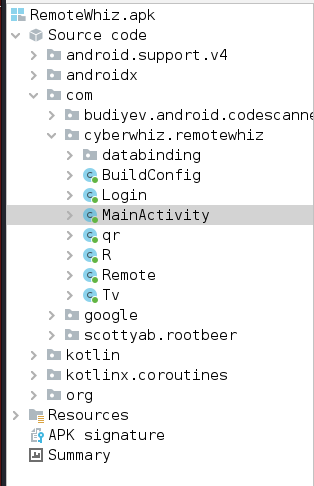 RemoteWhiz.apk
Source code
android.support.v4
androidx
com
budiyev.android.codescanne
cyberwhiz.remotewhiz
databinding
BuildConfig
Login
MainActivity
qr
R
Remote
Tv
google
scottyab.rootbeer
kotlin
kotlinx.coroutines
org
Resources
APK signature
Summary